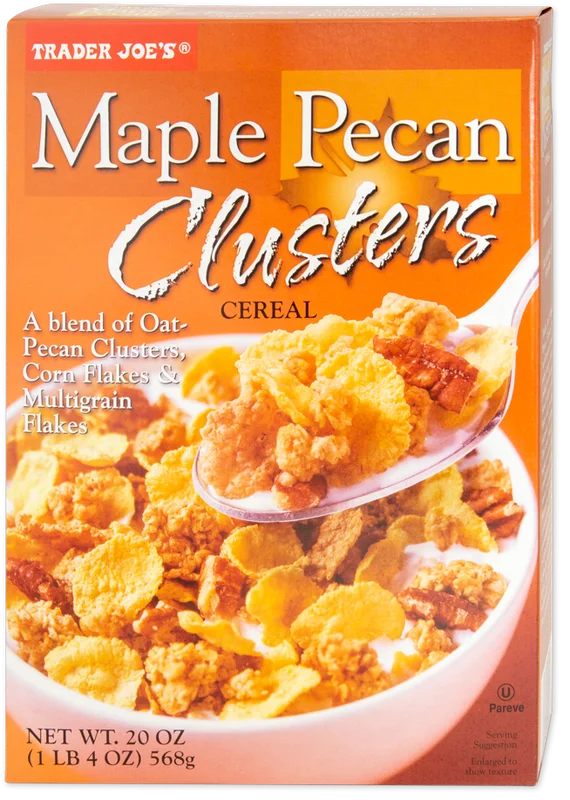 TRADER JOE'S®
Maple Pecan
Clusters
CEREAL
A blend of Oat-
Pecan Clusters,
Corn Flakes &
Multigrain
Flakes
U
Pareve
NET WT. 20 OZ
(1 LB 4 OZ) 568g
Serving
Suggestion
Enlarged to
show texture